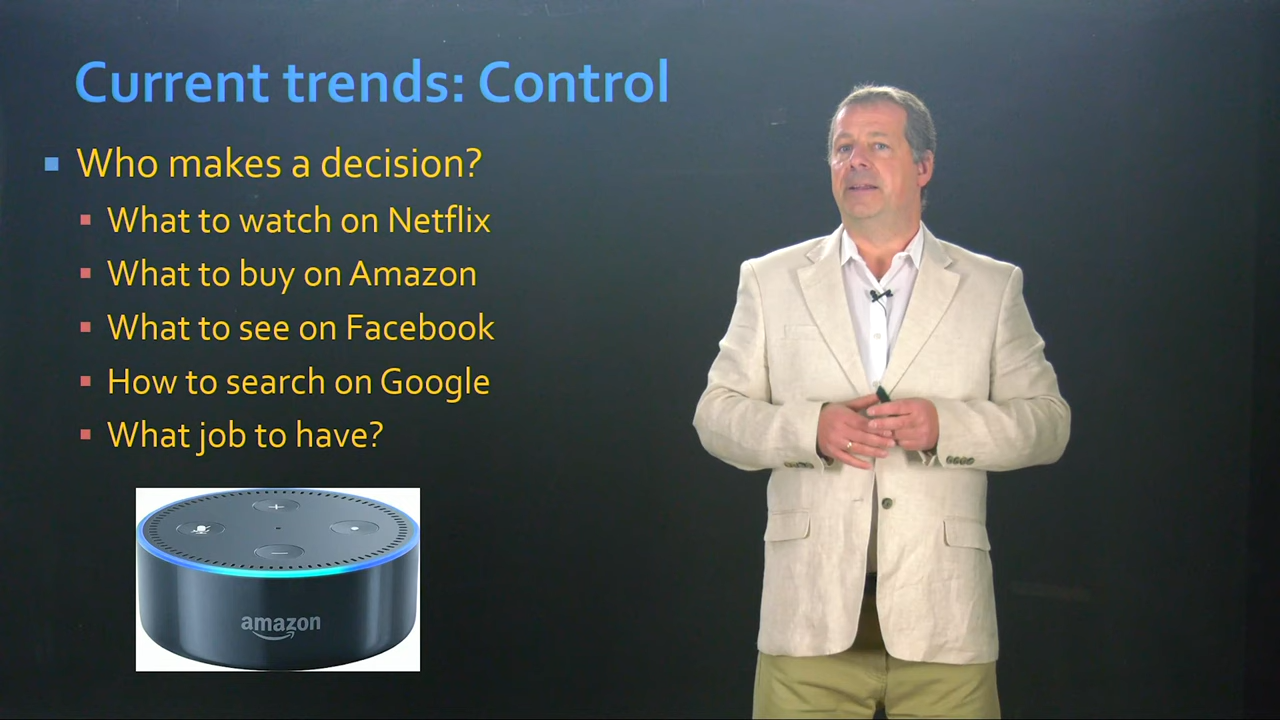 Current trends: Control
Who makes a decision?
What to watch on Netflix
What to buy on Amazon
What to see on Facebook
How to search on Google
What job to have?
amazon